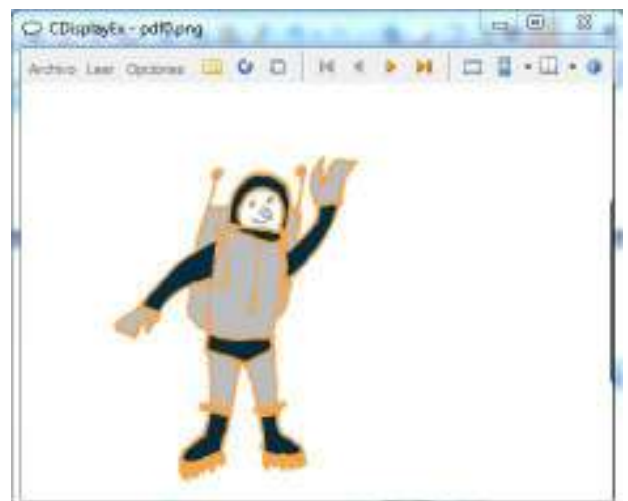 CDisplayEx - pdf0.png
Archivo Leer Opciones